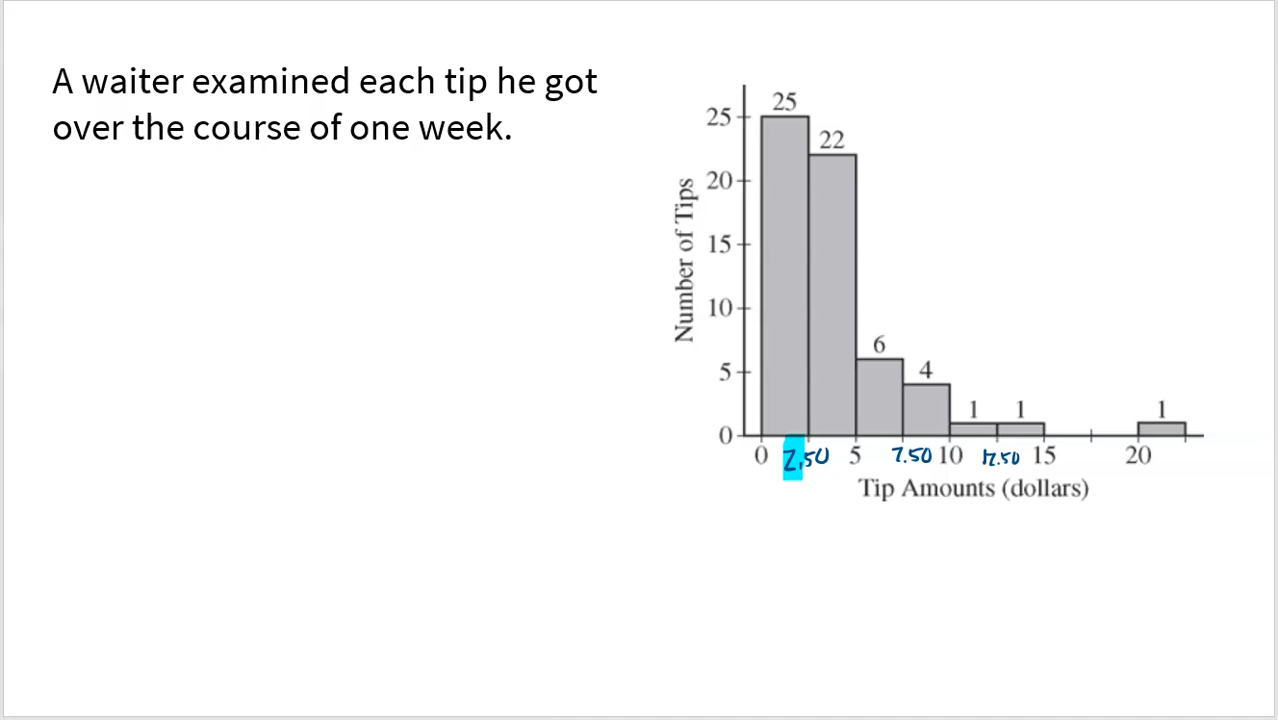 A waiter examined each tip he got
over the course of one week.
Number of Tips
25
20
15
10
5
0
25
22
6
4
1
1
1
0 2.50 5 7.50 10 12.50 15 20
Tip Amounts (dollars)